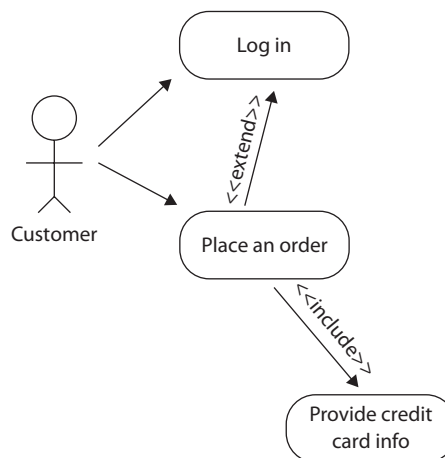 Log in
<<extend>>
Customer
Place an order
<<include>>
Provide credit
card info